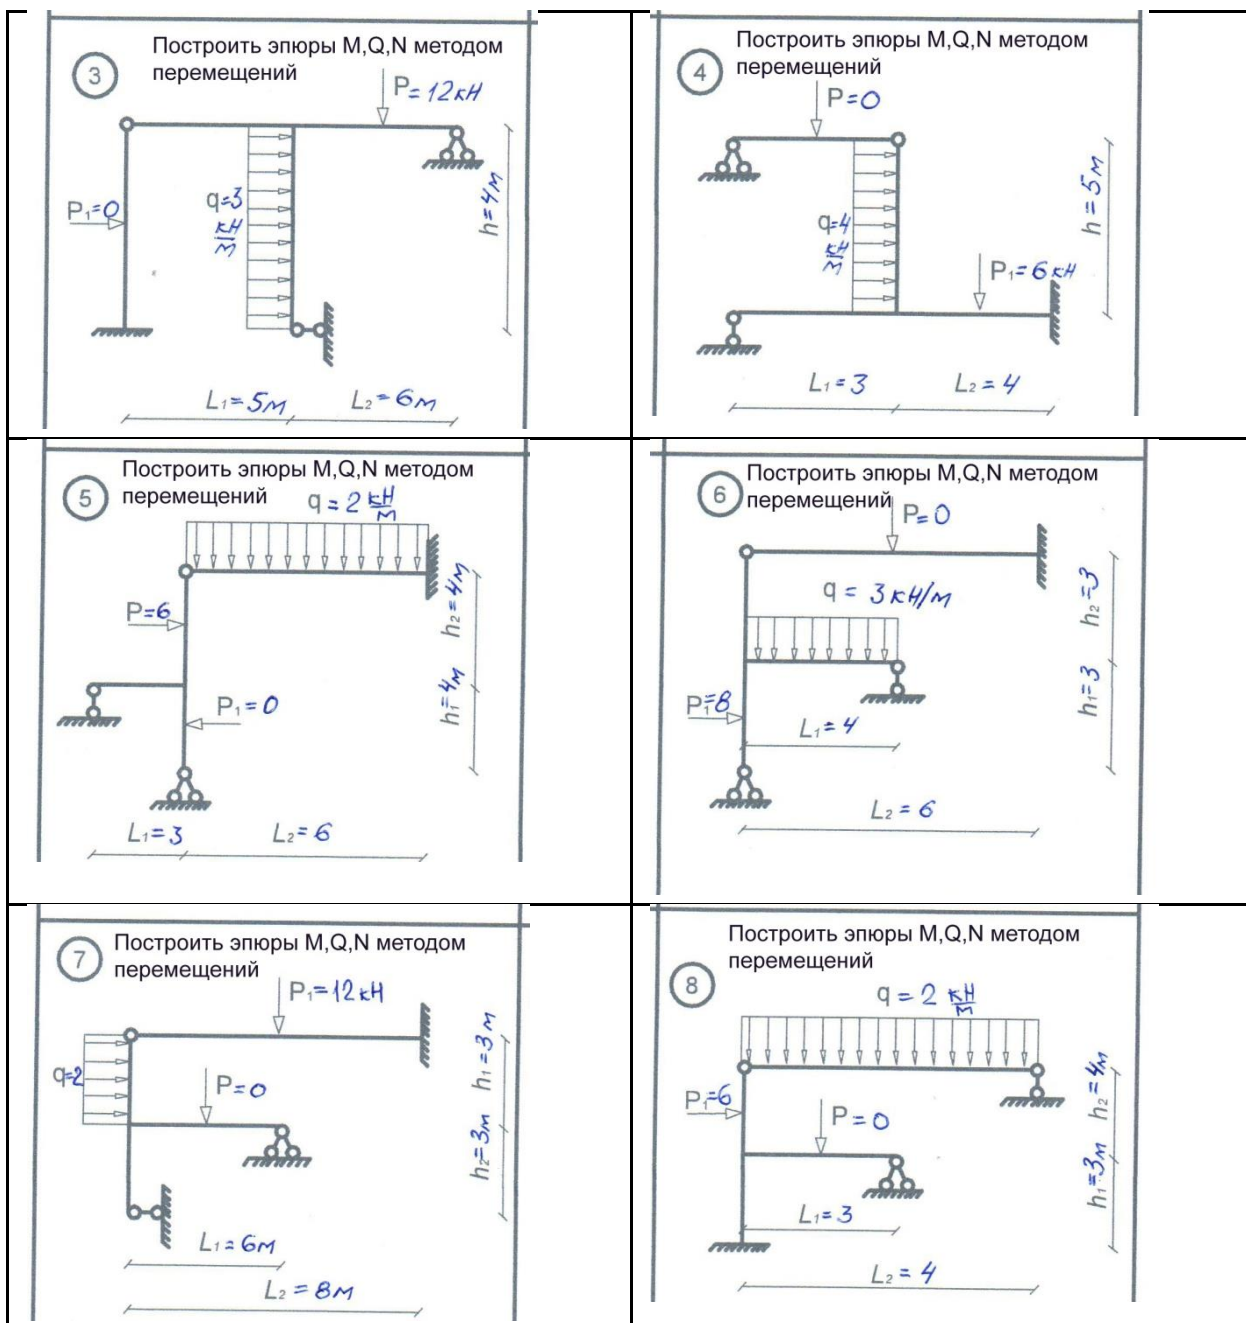 3
Построить эпюры M,Q,N методом
перемещений
P=12кН
P₁=0
q=3
кН
м
h=4м
L₁=5м
L₂=6м
4
Построить эпюры M,Q,N методом
перемещений
P=0
q=4
кН
м
P₁=6кН
h=5м
L₁=3
L₂=4
5
Построить эпюры M,Q,N методом
перемещений
q=2 кН
м
P=6
P₁=0
h₂=4м
h₁=4м
L₁=3
L₂=6
6
Построить эпюры M,Q,N методом
перемещений
P=0
q= 3кН/м
P₁=8
h₂=3
h₁=3
L₁=4
L₂=6
7
Построить эпюры M,Q,N методом
перемещений
P₁=12кН
q=2
P=0
h₁=3м
h₂=3м
L₁=6м
L₂=8м
8
Построить эпюры M,Q,N методом
перемещений
q=2 кН
м
P₁=6
P=0
h₂=4м
h₁=3м
L₁=3
L₂=4